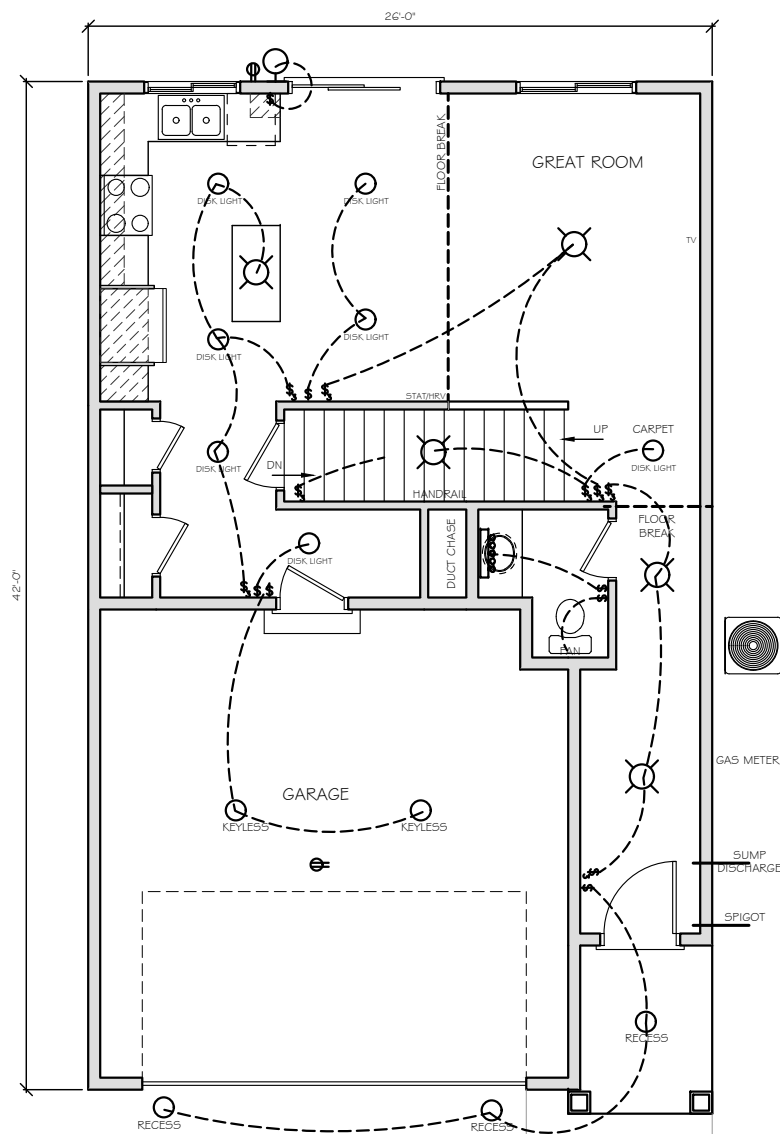 26'-0"
FLOOR BREAK
GREAT ROOM
DISK LIGHT
DISK LIGHT
TV
DISK LIGHT
DISK LIGHT
STAT/HRV
UP
CARPET
DISK LIGHT
DN
DISK LIGHT
HANDRAIL
FLOOR
BREAK
DUCT CHASE
DISK LIGHT
42'-0"
FAN
GAS METER
GARAGE
KEYLESS
KEYLESS
SUMP
DISCHARGE
SPIGOT
RECESS
RECESS
RECESS